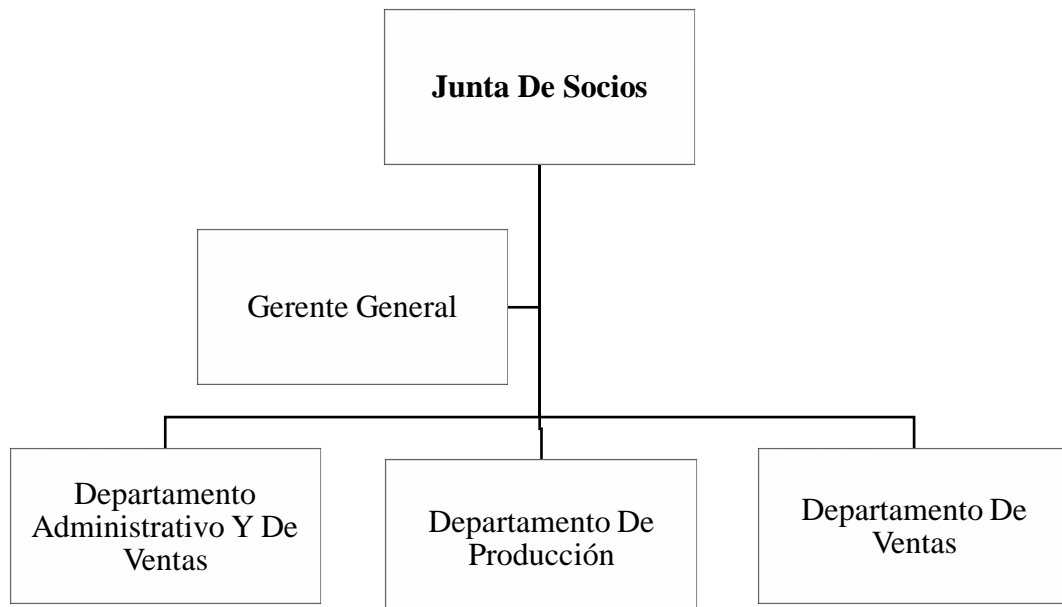 Junta De Socios
Gerente General
Departamento
Administrativo Y De
Ventas
Departamento De
Producción
Departamento De
Ventas